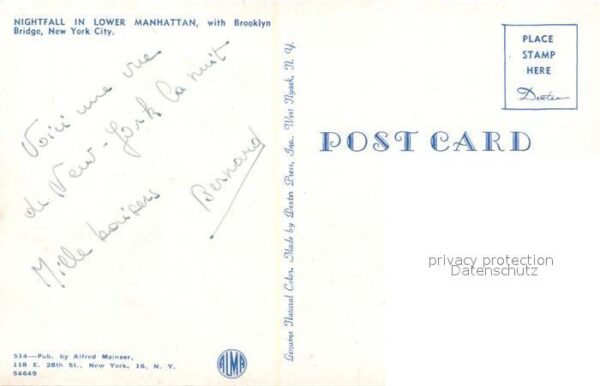 NIGHTFALL IN LOWER MANHATTAN, with Brooklyn
Bridge, New York City.
Voici une vue
de New-York la nuit
Mille baisers
Bernard
514—Pub. by Alfred Mainzer,
118 E. 28th St., New York, 16, N. Y.
54649
ALMA
Genuine Natural Color, Made by Dexter Press, Inc. West Nyack, N. Y.
PLACE
STAMP
HERE
Dexter
POST CARD
privacy protection
Datenschutz